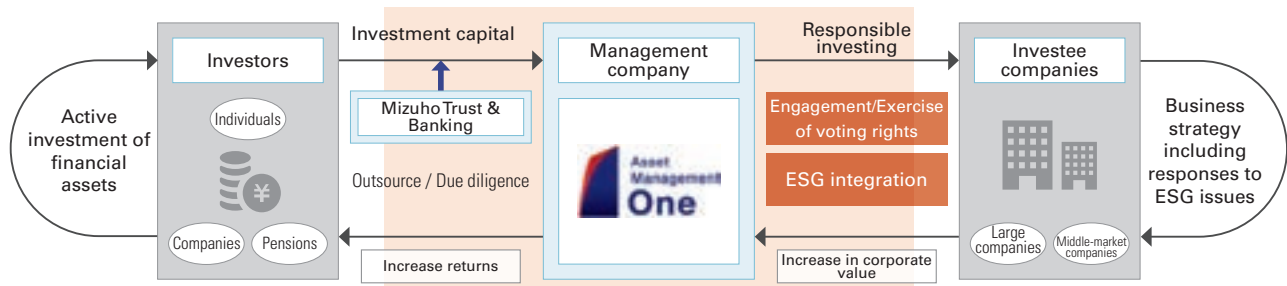 Active
investment of
financial
assets
Investors
Individuals
¥
Companies
Pensions
Investment capital
Mizuho Trust &
Banking
Outsource / Due diligence
Increase returns
Management
company
Asset
Management
One
Responsible
investing
Engagement/Exercise
of voting rights
ESG integration
Increase in corporate
value
Investee
companies
Large
companies
Middle-market
companies
Business
strategy
including
responses to
ESG issues